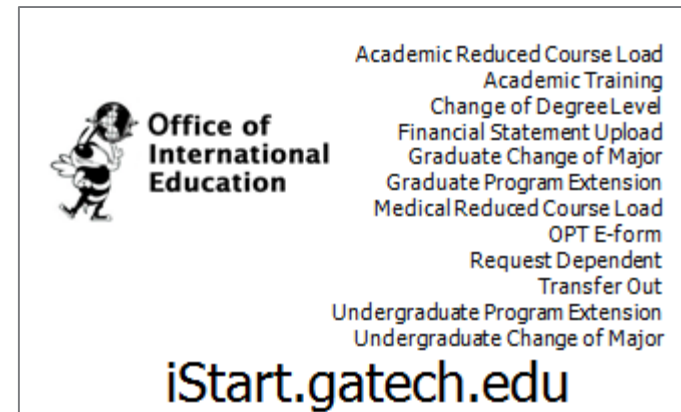 Academic Reduced Course Load
Academic Training
Change of Degree Level
Financial Statement Upload
Graduate Change of Major
Graduate Program Extension
Medical Reduced Course Load
OPT E-form
Request Dependent
Transfer Out
Undergraduate Program Extension
Undergraduate Change of Major
Office of
International
Education
iStart.gatech.edu